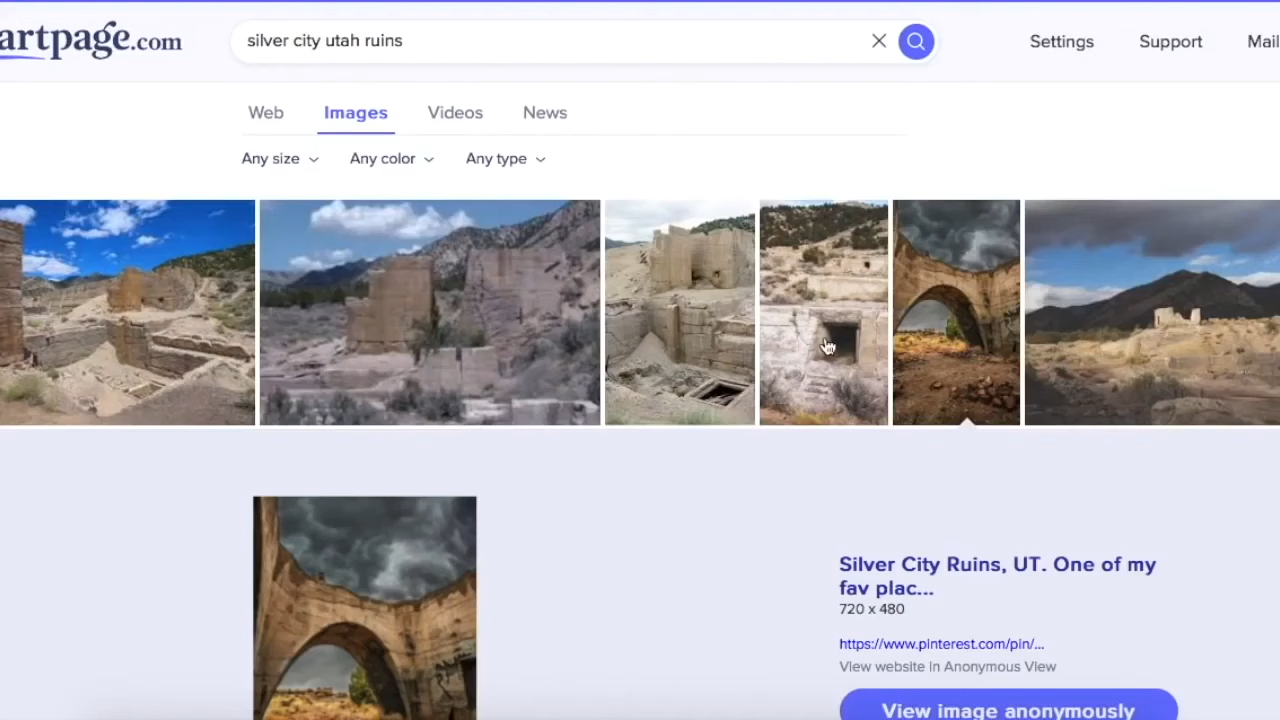 artpage.com
silver city utah ruins
Settings
Support
Mail
Web
Images
Videos
News
Any size
Any color
Any type
Silver City Ruins, UT. One of my
fav plac...
720 x 480
https://www.pinterest.com/pin/...
View website in Anonymous View
View image anonymously